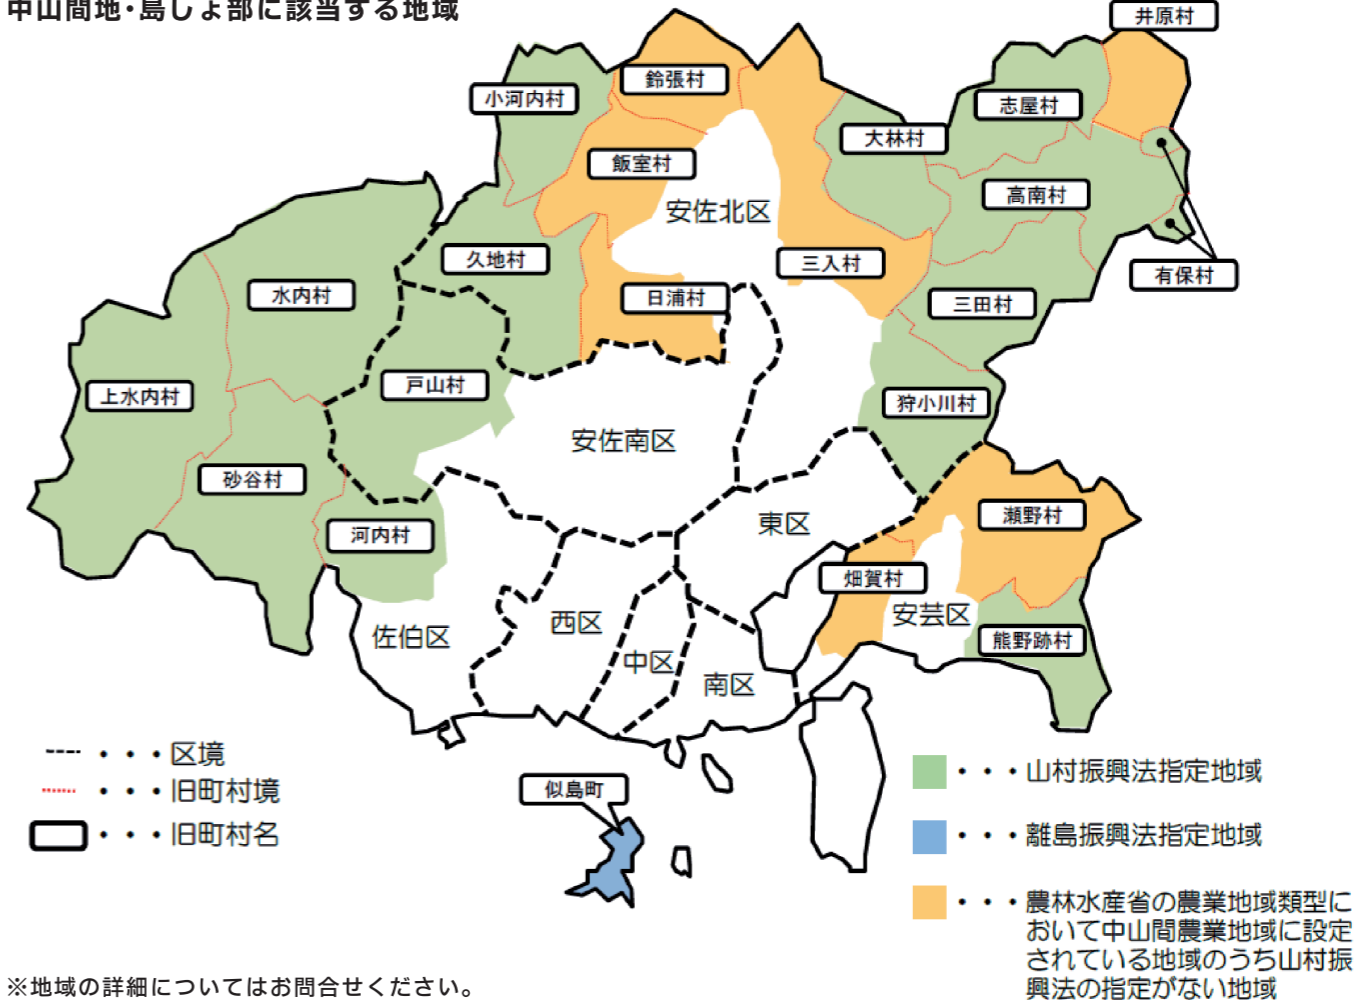 中山間地・島しょ部に該当する地域
井原村
鈴張村
小河内村
志屋村
大林村
飯室村
高南村
安佐北区
久地村
三入村
有保村
水内村
日浦村
三田村
戸山村
上水内村
狩小川村
安佐南区
砂谷村
瀬野村
東区
河内村
畑賀村
安芸区
西区
佐伯区
熊野跡村
中区
南区
・・・区境
・・・旧町村境
・・・旧町村名
似島町
・・・山村振興法指定地域
・・・離島振興法指定地域
・・・農林水産省の農業地域類型に
おいて中山間農業地域に設定
されている地域のうち山村振
興法の指定がない地域
※地域の詳細についてはお問合せください。